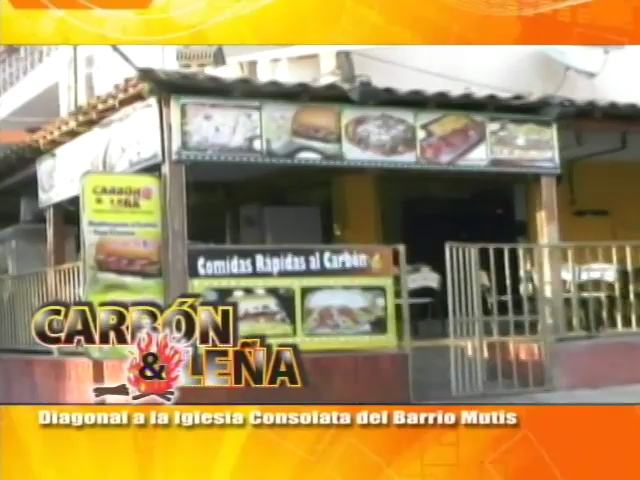 CARBÓN
& LEÑA
Comidas Rápidas al Carbón
CARBÓN
& LEÑA
Diagonal a la Iglesia Consolata del Barrio Mutis